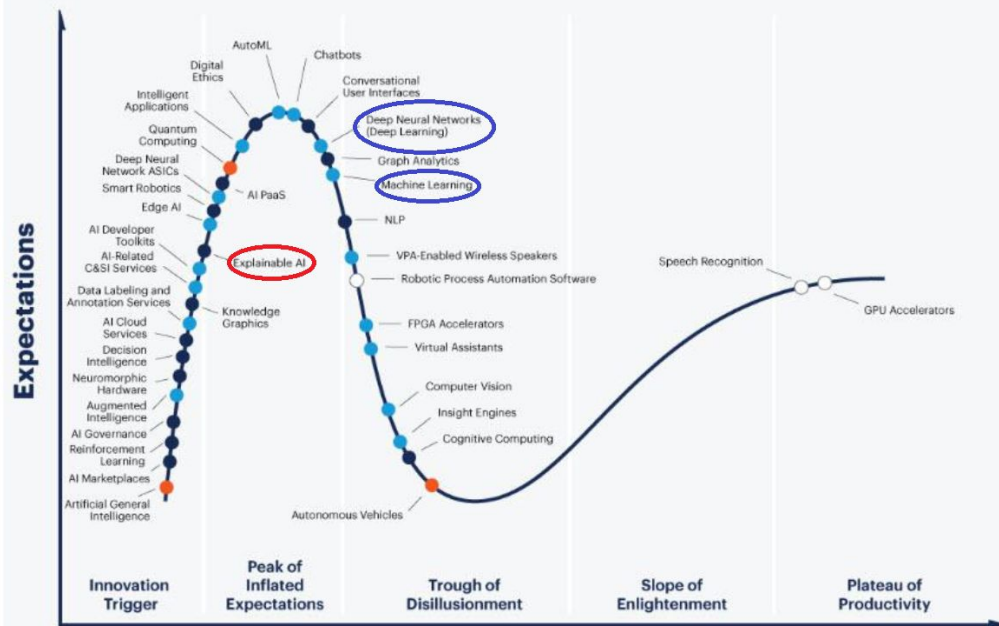 Expectations
AutoML
Chatbots
Digital
Ethics
Conversational
User Interfaces
Intelligent
Applications
Deep Neural Networks
(Deep Learning)
Quantum
Computing
Graph Analytics
Deep Neural
Network ASICs
Machine Learning
Smart Robotics
AI PaaS
Edge AI
NLP
AI Developer
Toolkits
Explainable AI
VPA-Enabled Wireless Speakers
AI-Related
C&SI Services
Robotic Process Automation Software
Speech Recognition
Data Labeling and
Annotation Services
Knowledge
Graphics
GPU Accelerators
AI Cloud
Services
FPGA Accelerators
Decision
Intelligence
Virtual Assistants
Neuromorphic
Hardware
Computer Vision
Augmented
Intelligence
Insight Engines
AI Governance
Cognitive Computing
Reinforcement
Learning
AI Marketplaces
Artificial General
Intelligence
Autonomous Vehicles
Innovation
Trigger
Peak of
Inflated
Expectations
Trough of
Disillusionment
Slope of
Enlightenment
Plateau of
Productivity